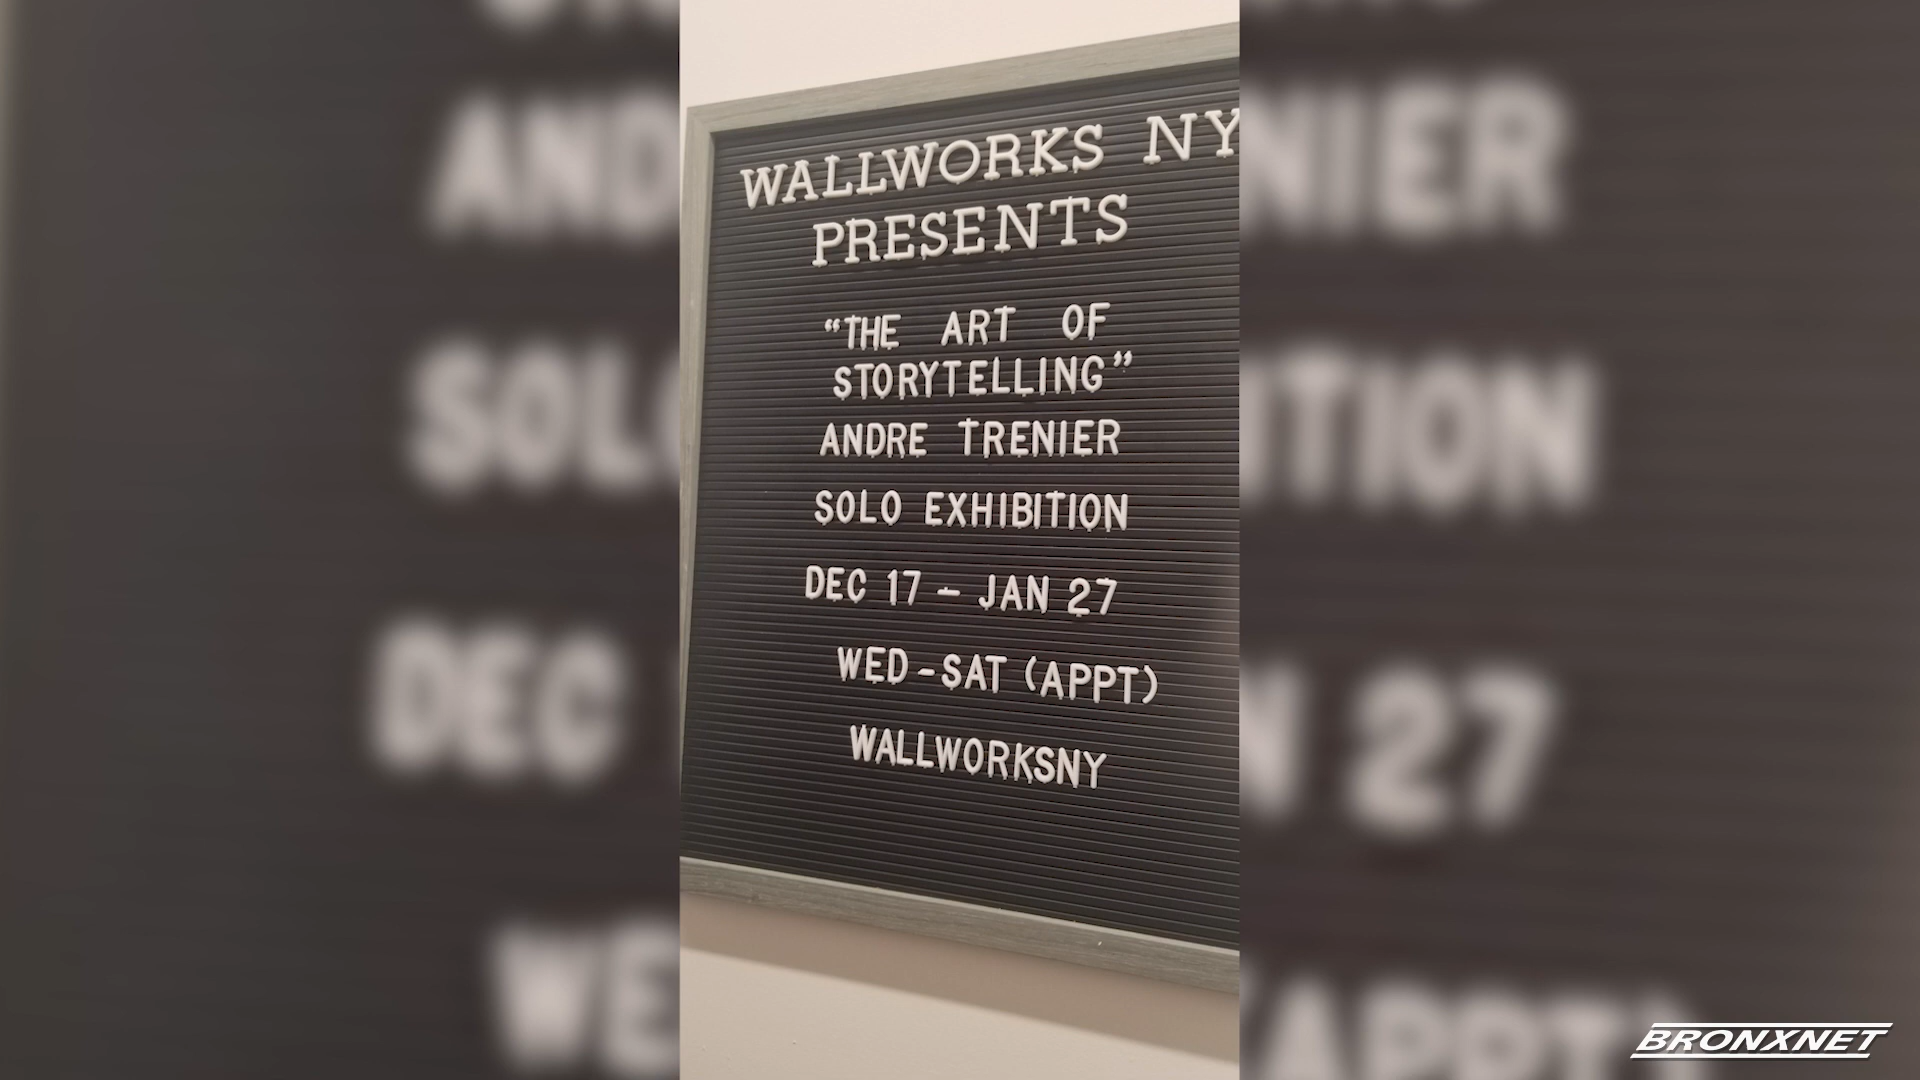 WALLWORKS NY
PRESENTS
“THE ART OF
STORYTELLING”
ANDRE TRENIER
SOLO EXHIBITION
DEC 17 - JAN 27
WED-SAT (APPT)
WALLWORKSNY
BRONXNET